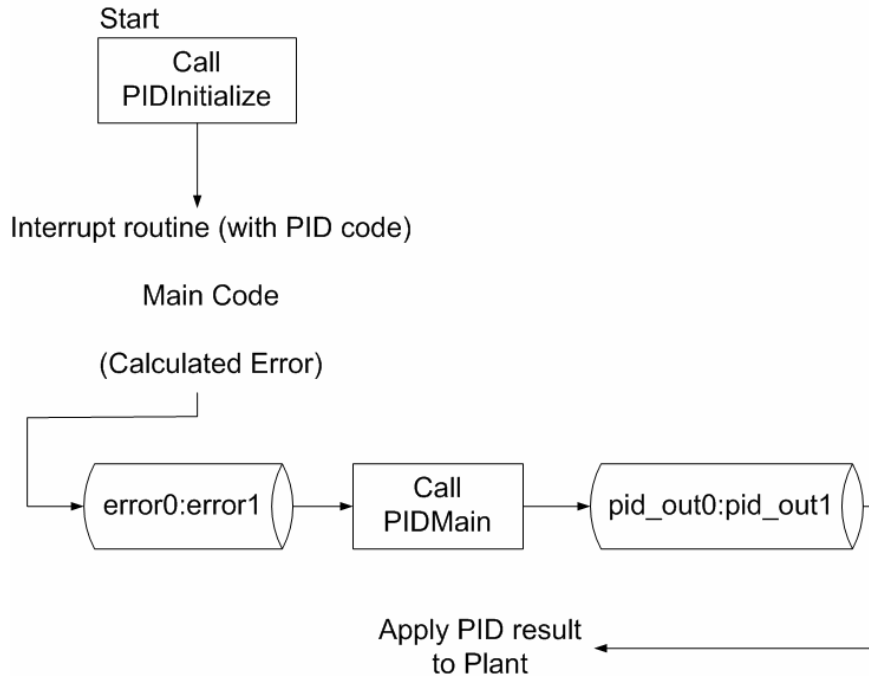 Start
Call
PIDInitialize
Interrupt routine (with PID code)
Main Code
(Calculated Error)
error0:error1
Call
PIDMain
pid_out0:pid_out1
Apply PID result
to Plant